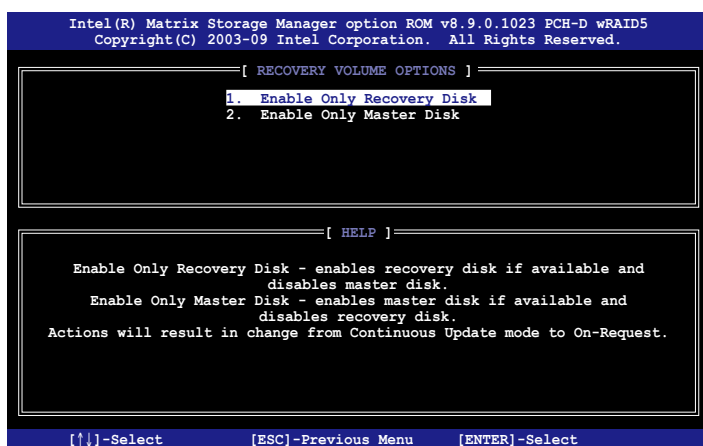 Intel(R) Matrix Storage Manager option ROM v8.9.0.1023 PCH-D wRAID5
Copyright(C) 2003-09 Intel Corporation. All Rights Reserved.
[ RECOVERY VOLUME OPTIONS ]
1. Enable Only Recovery Disk
2. Enable Only Master Disk
[ HELP ]
Enable Only Recovery Disk - enables recovery disk if available and
disables master disk.
Enable Only Master Disk - enables master disk if available and
disables recovery disk.
Actions will result in change from Continuous Update mode to On-Request.
[↑↓]-Select [ESC]-Previous Menu [ENTER]-Select